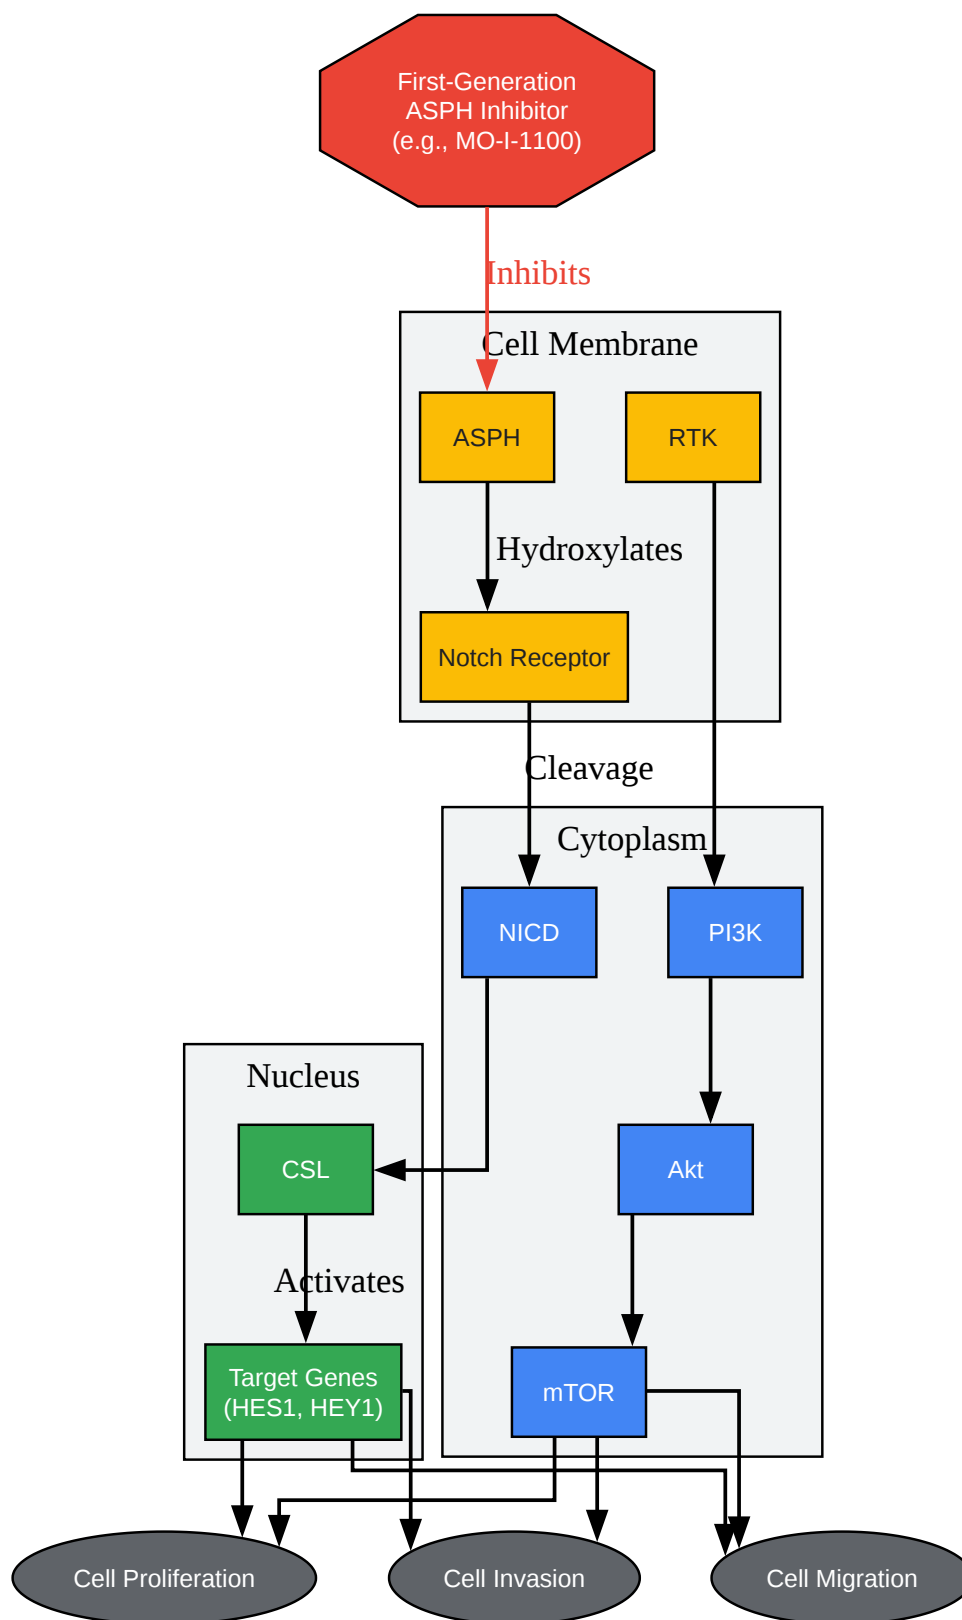 First-Generation
ASPH Inhibitor
(e.g., MO-I-1100)
Inhibits
Cell Membrane
ASPH
RTK
Hydroxylates
Notch Receptor
Cleavage
Cytoplasm
NICD
PI3K
Nucleus
CSL
Akt
Activates
Target Genes
(HES1, HEY1)
mTOR
Cell Proliferation
Cell Invasion
Cell Migration